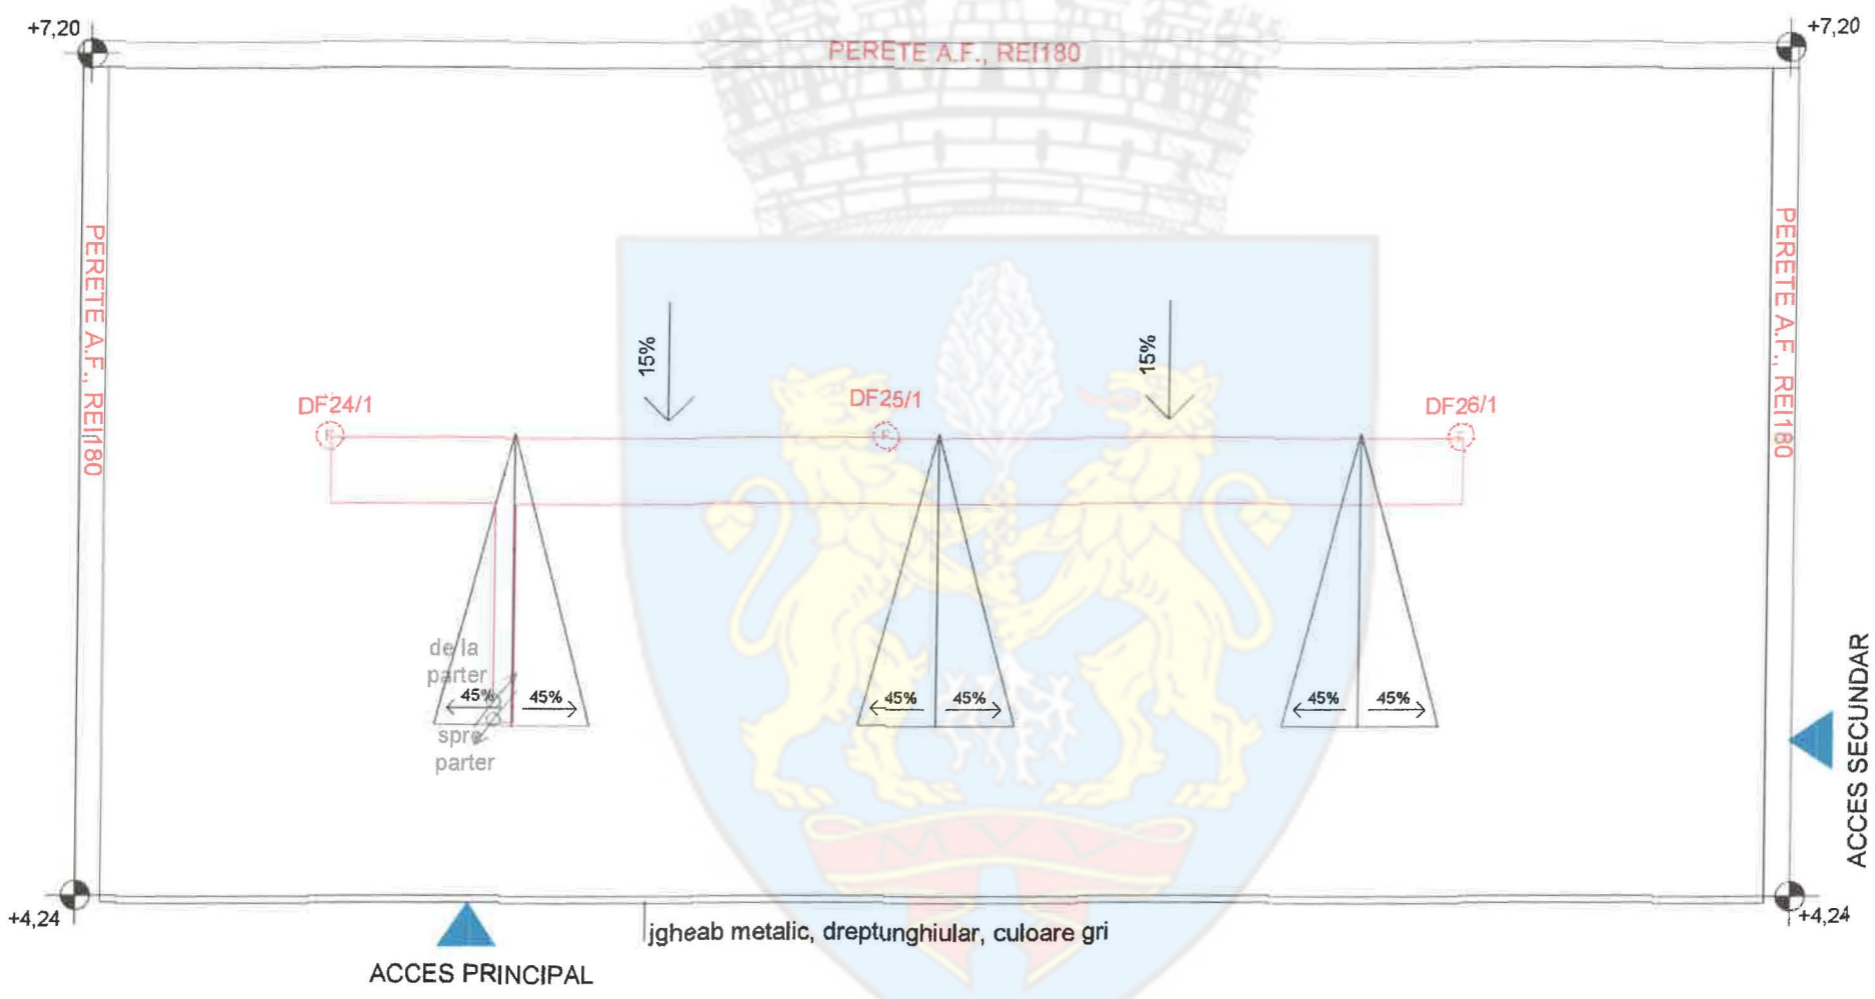 +7,20
+7,20
PERETE A.F., REI180
PERETE A.F., REI180
PERETE A.F., REI180
15%
15%
DF24/1
DF25/1
DF26/1
de la
parter
45%
45%
45%
45%
45%
45%
spre
parter
ACCES SECUNDAR
+4,24
+4,24
jgheab metalic, dreptunghiular, culoare gri
ACCES PRINCIPAL